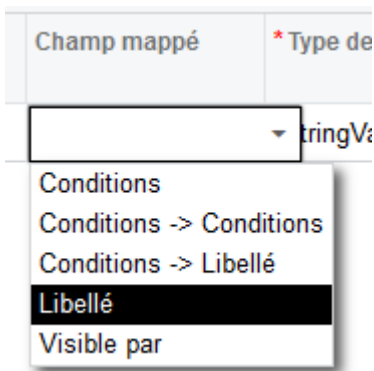 Champ mappé
* Type de
tringVa
Conditions
Conditions -> Conditions
Conditions -> Libellé
Libellé
Visible par